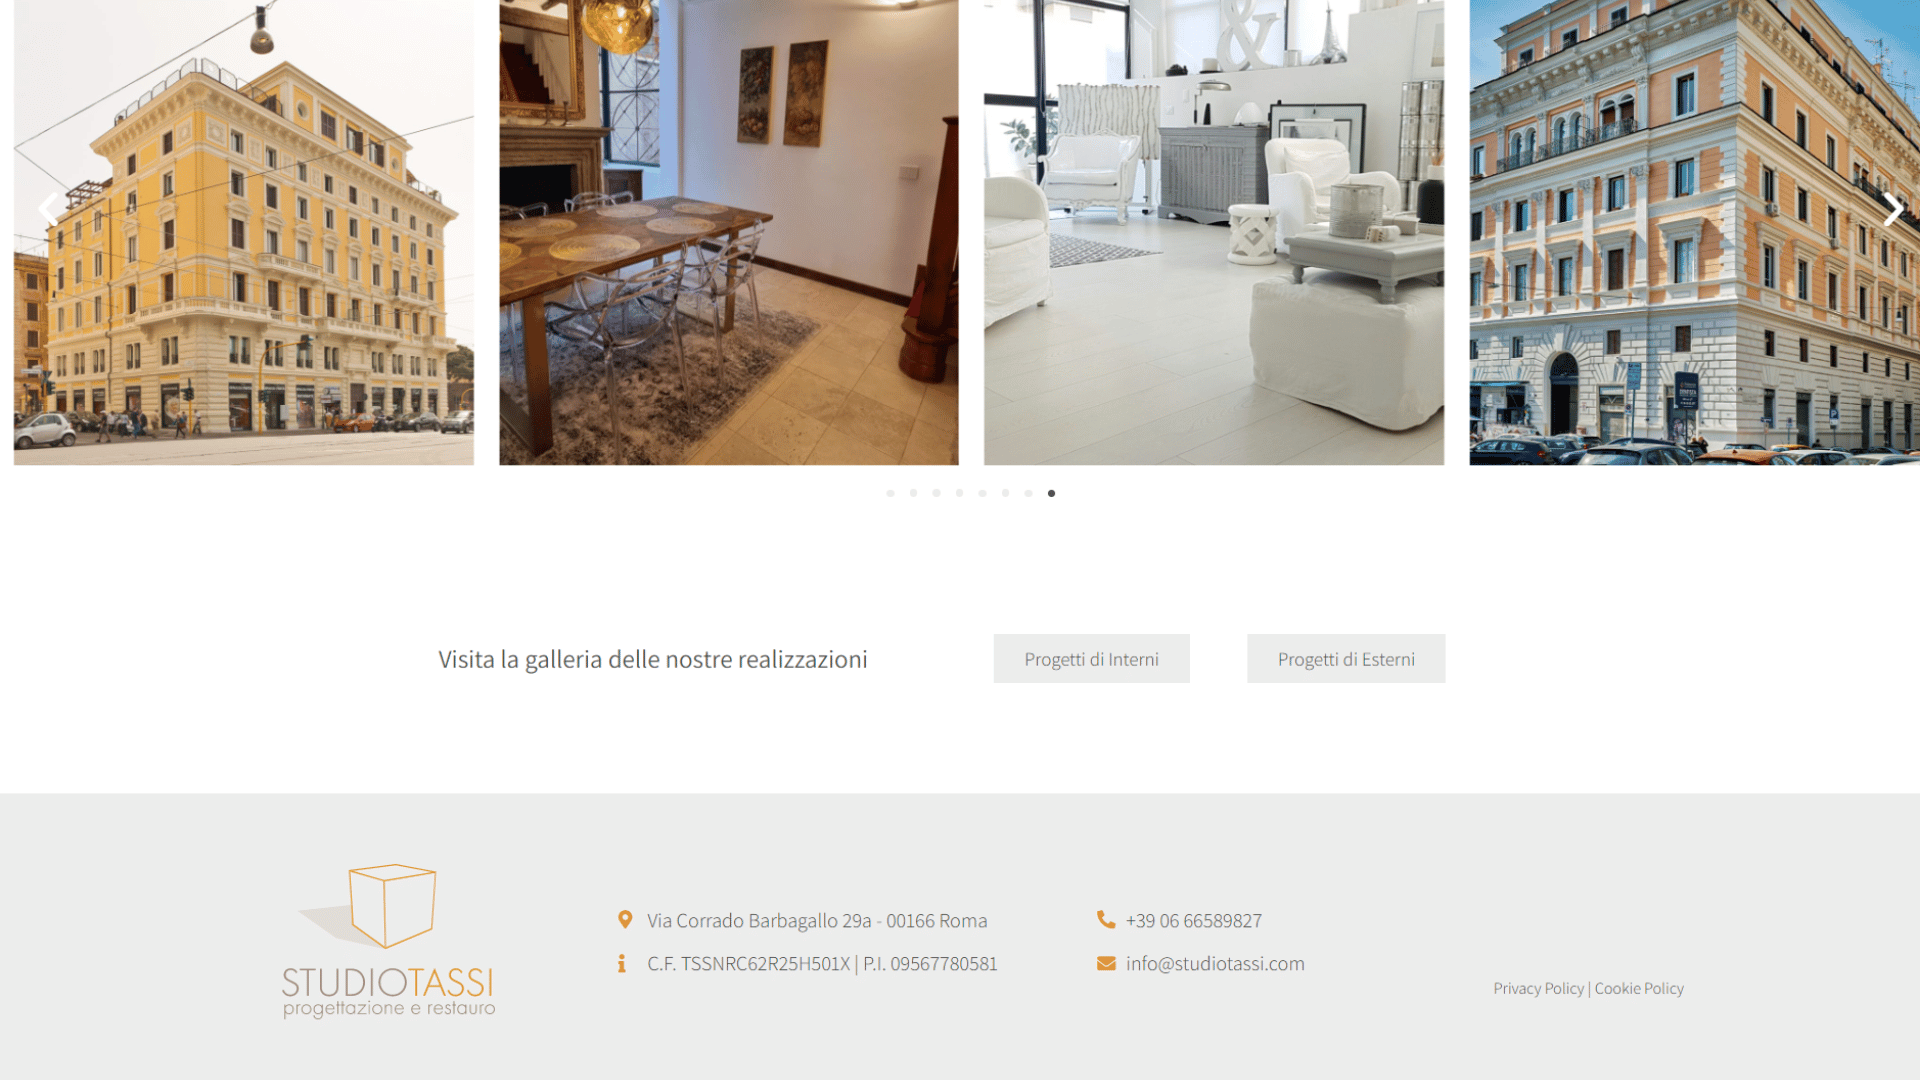 &
P
Visita la galleria delle nostre realizzazioni
Progetti di Interni
Progetti di Esterni
Via Corrado Barbagallo 29a - 00166 Roma
+39 06 66589827
C.F. TSSNRC62R25H501X | P.I. 09567780581
info@studiotassi.com
STUDIOTASSI
progettazione e restauro
Privacy Policy | Cookie Policy